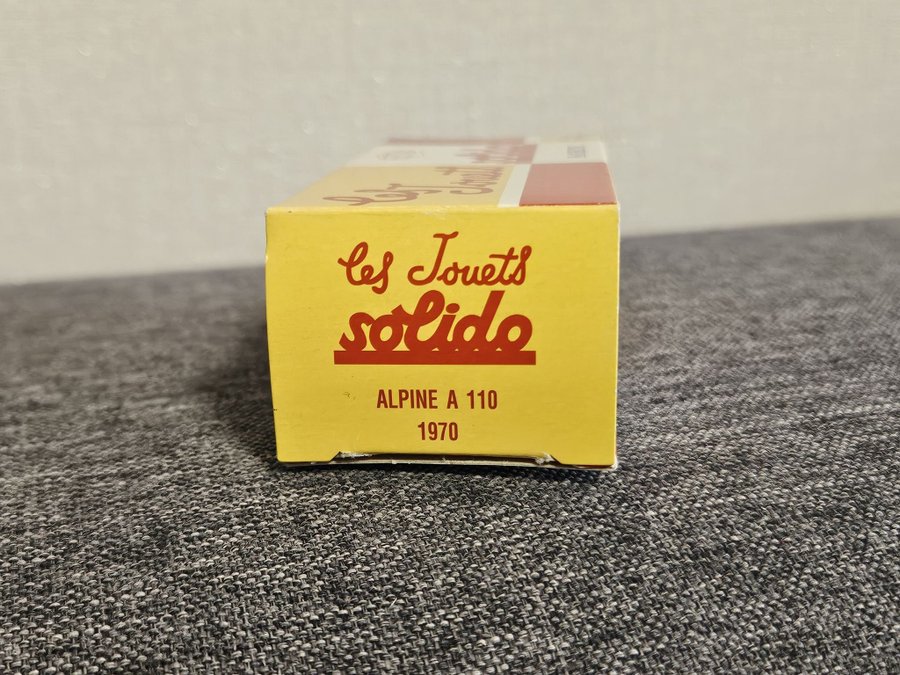 Les Jouets
solido
ALPINE A 110
1970